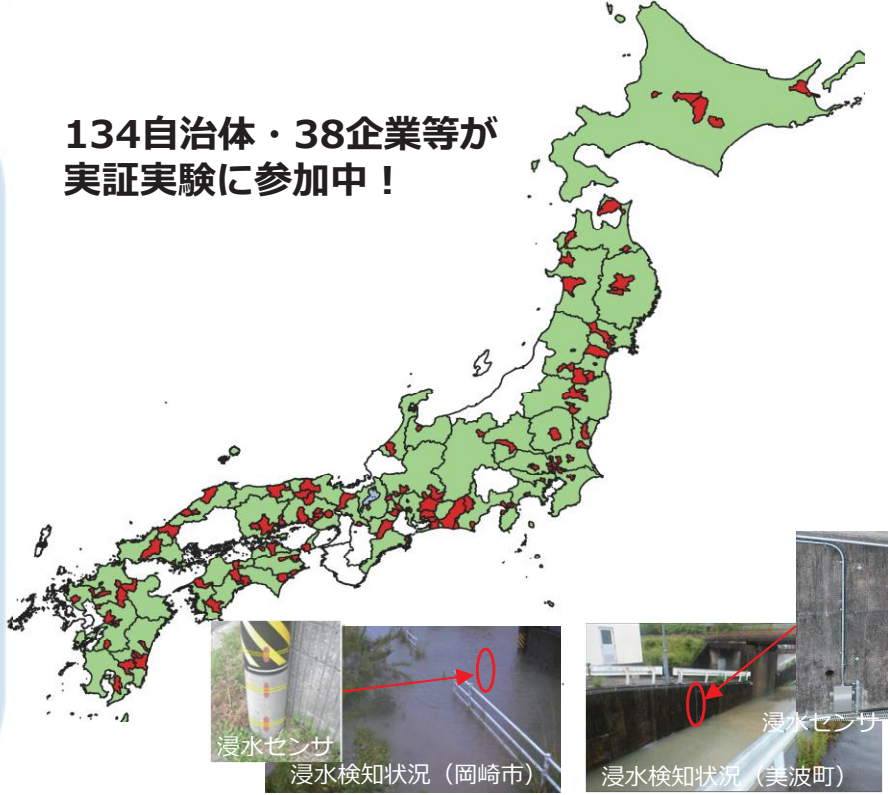 134自治体・38企業等が
実証実験に参加中！
浸水センサ
浸水検知状況（岡崎市）
浸水センサ
浸水検知状況（美波町）